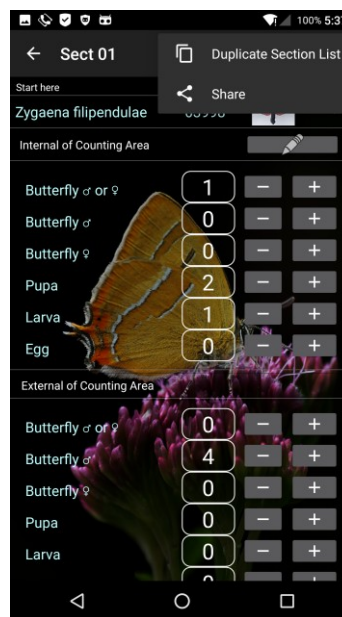 100% 5:37
Sect 01
Duplicate Section List
Share
Start here
Zygaena filipendulae
Internal of Counting Area
Butterfly ♂ or ♀ 1 − +
Butterfly ♂ 0 − +
Butterfly ♀ 0 − +
Pupa 2 − +
Larva 1 − +
Egg 0 − +
External of Counting Area
Butterfly ♂ or ♀ 0 − +
Butterfly ♂ 4 − +
Butterfly ♀ 0 − +
Pupa 0 − +
Larva 0 − +